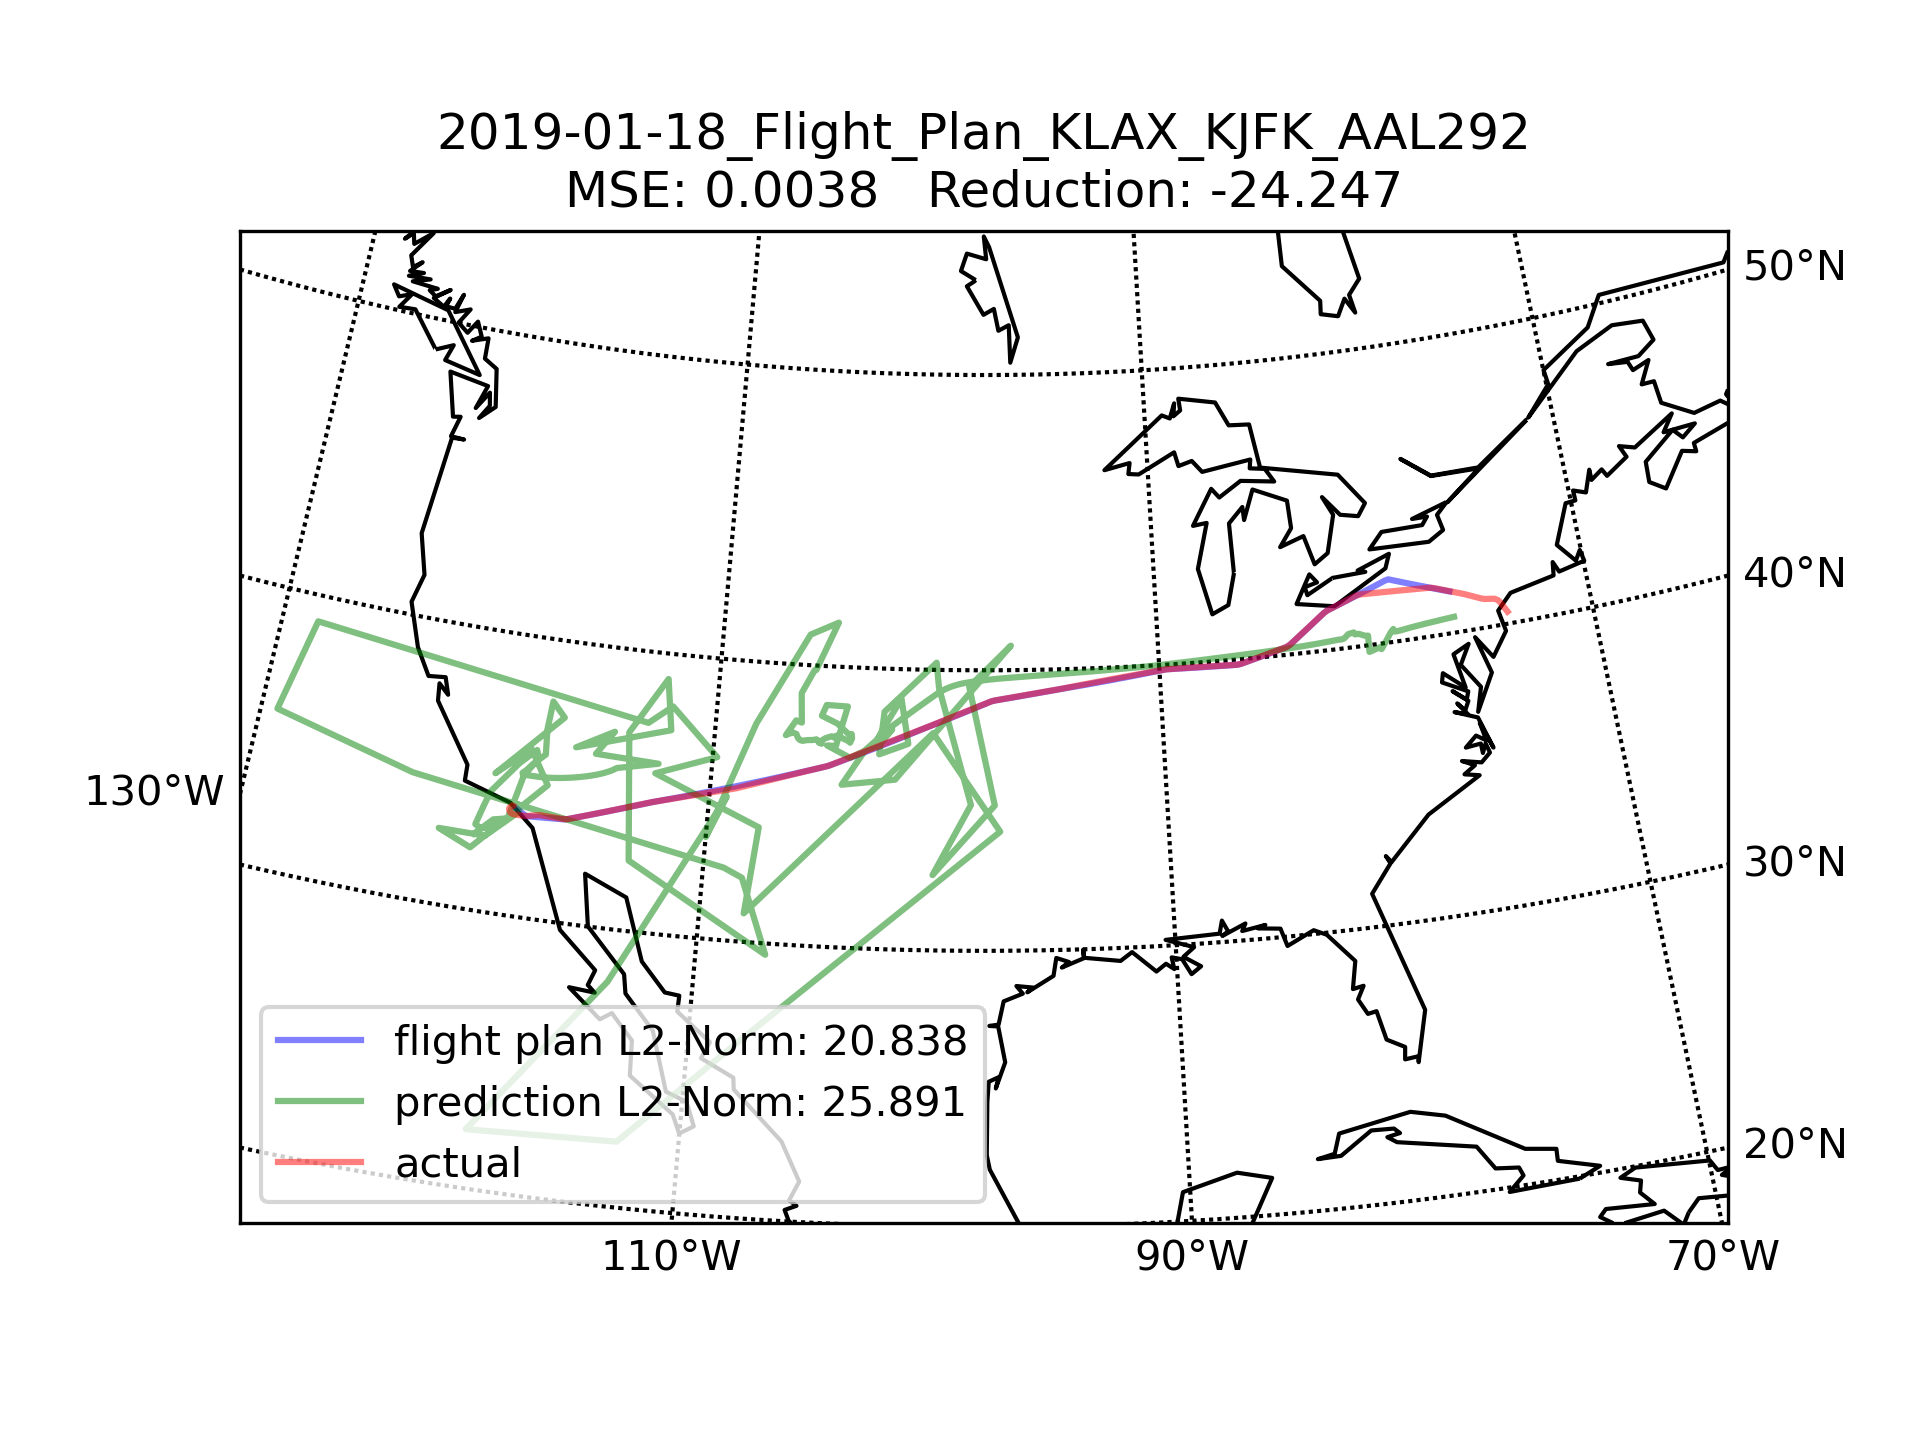 2019-01-18_Flight_Plan_KLAX_KJFK_AAL292
MSE: 0.0038   Reduction: -24.247
50°N
40°N
130°W
30°N
flight plan L2-Norm: 20.838
prediction L2-Norm: 25.891
actual
20°N
110°W
90°W
70°W